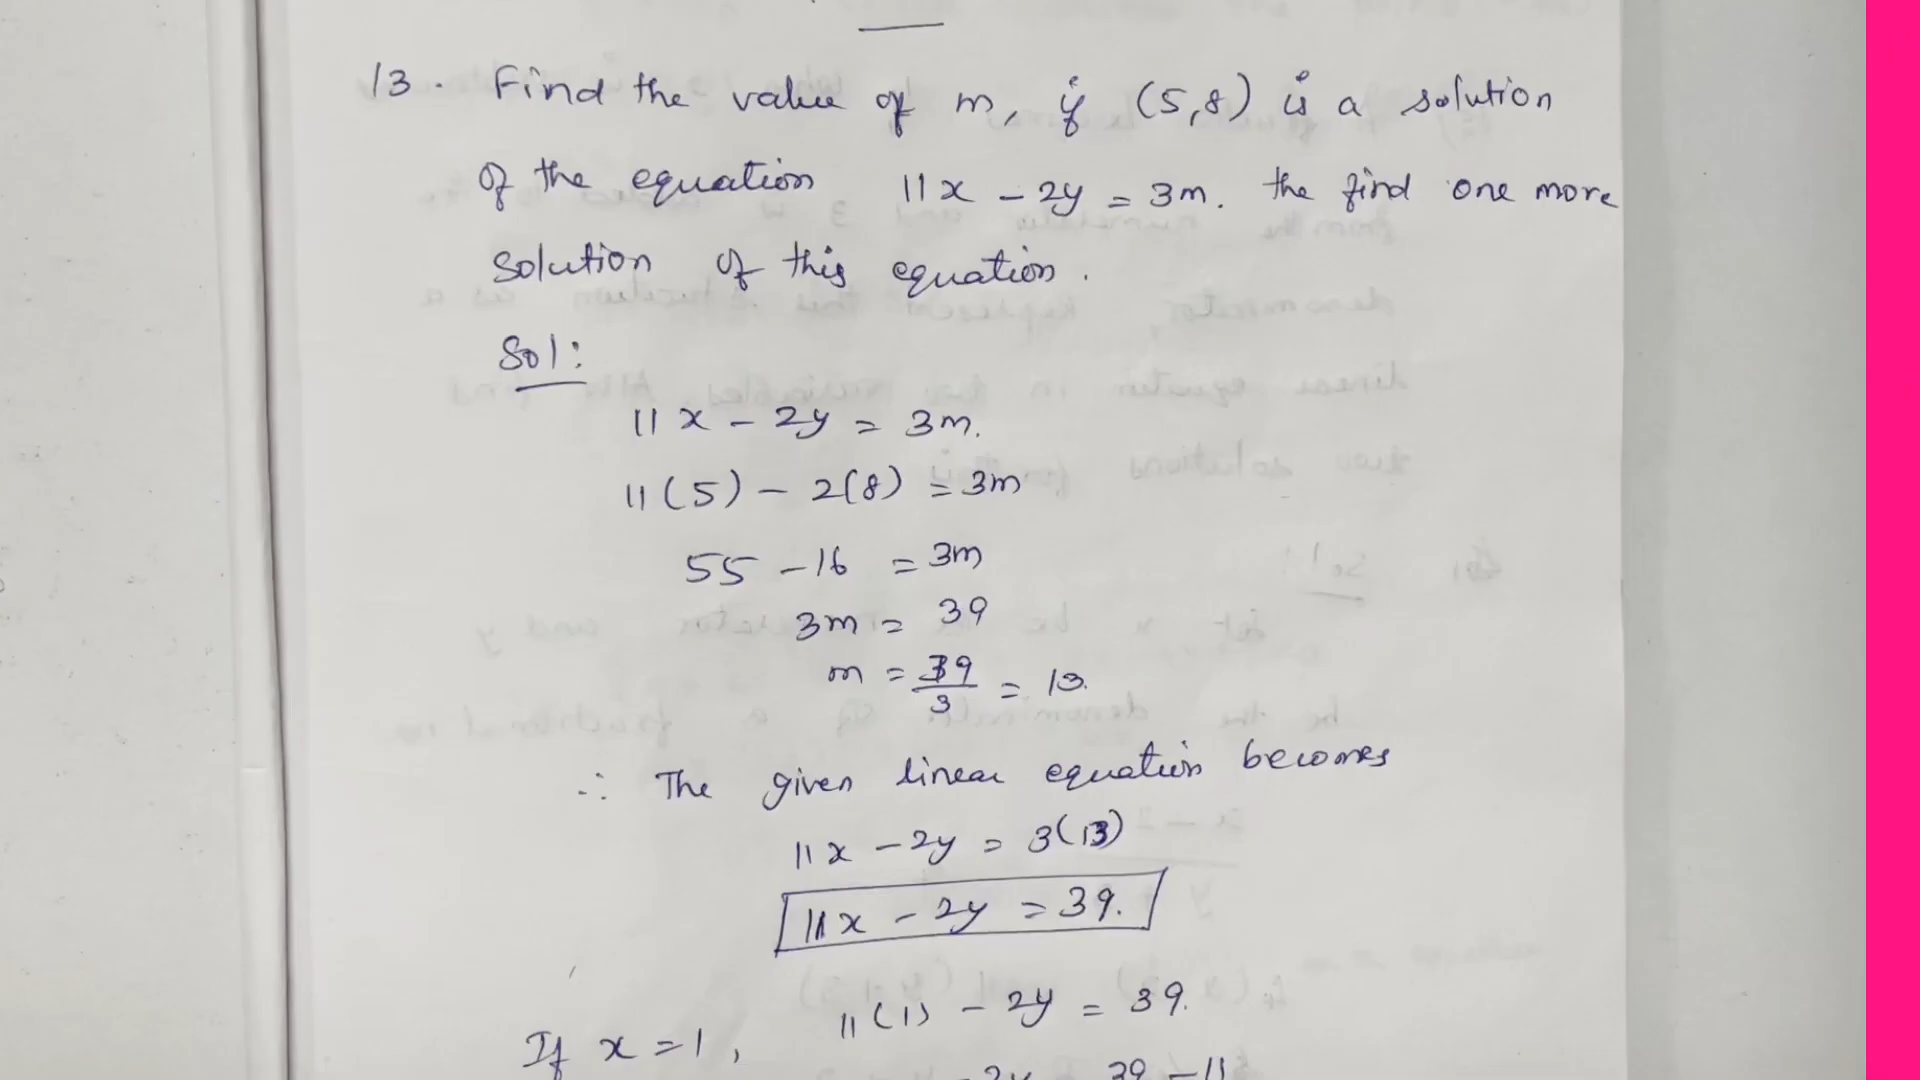 13. Find the value of m, if (5,8) is a solution
of the equation 11x - 2y = 3m. the find one more
solution of this equation.
Sol:
11x - 2y = 3m.
11(5) - 2(8) = 3m
55 - 16 = 3m
3m = 39
m = 39/3 = 13.
∴ The given linear equation becomes
11x - 2y = 3(13)
11x - 2y = 39.
If x = 1, 11(1) - 2y = 39.
-2y 39 - 11